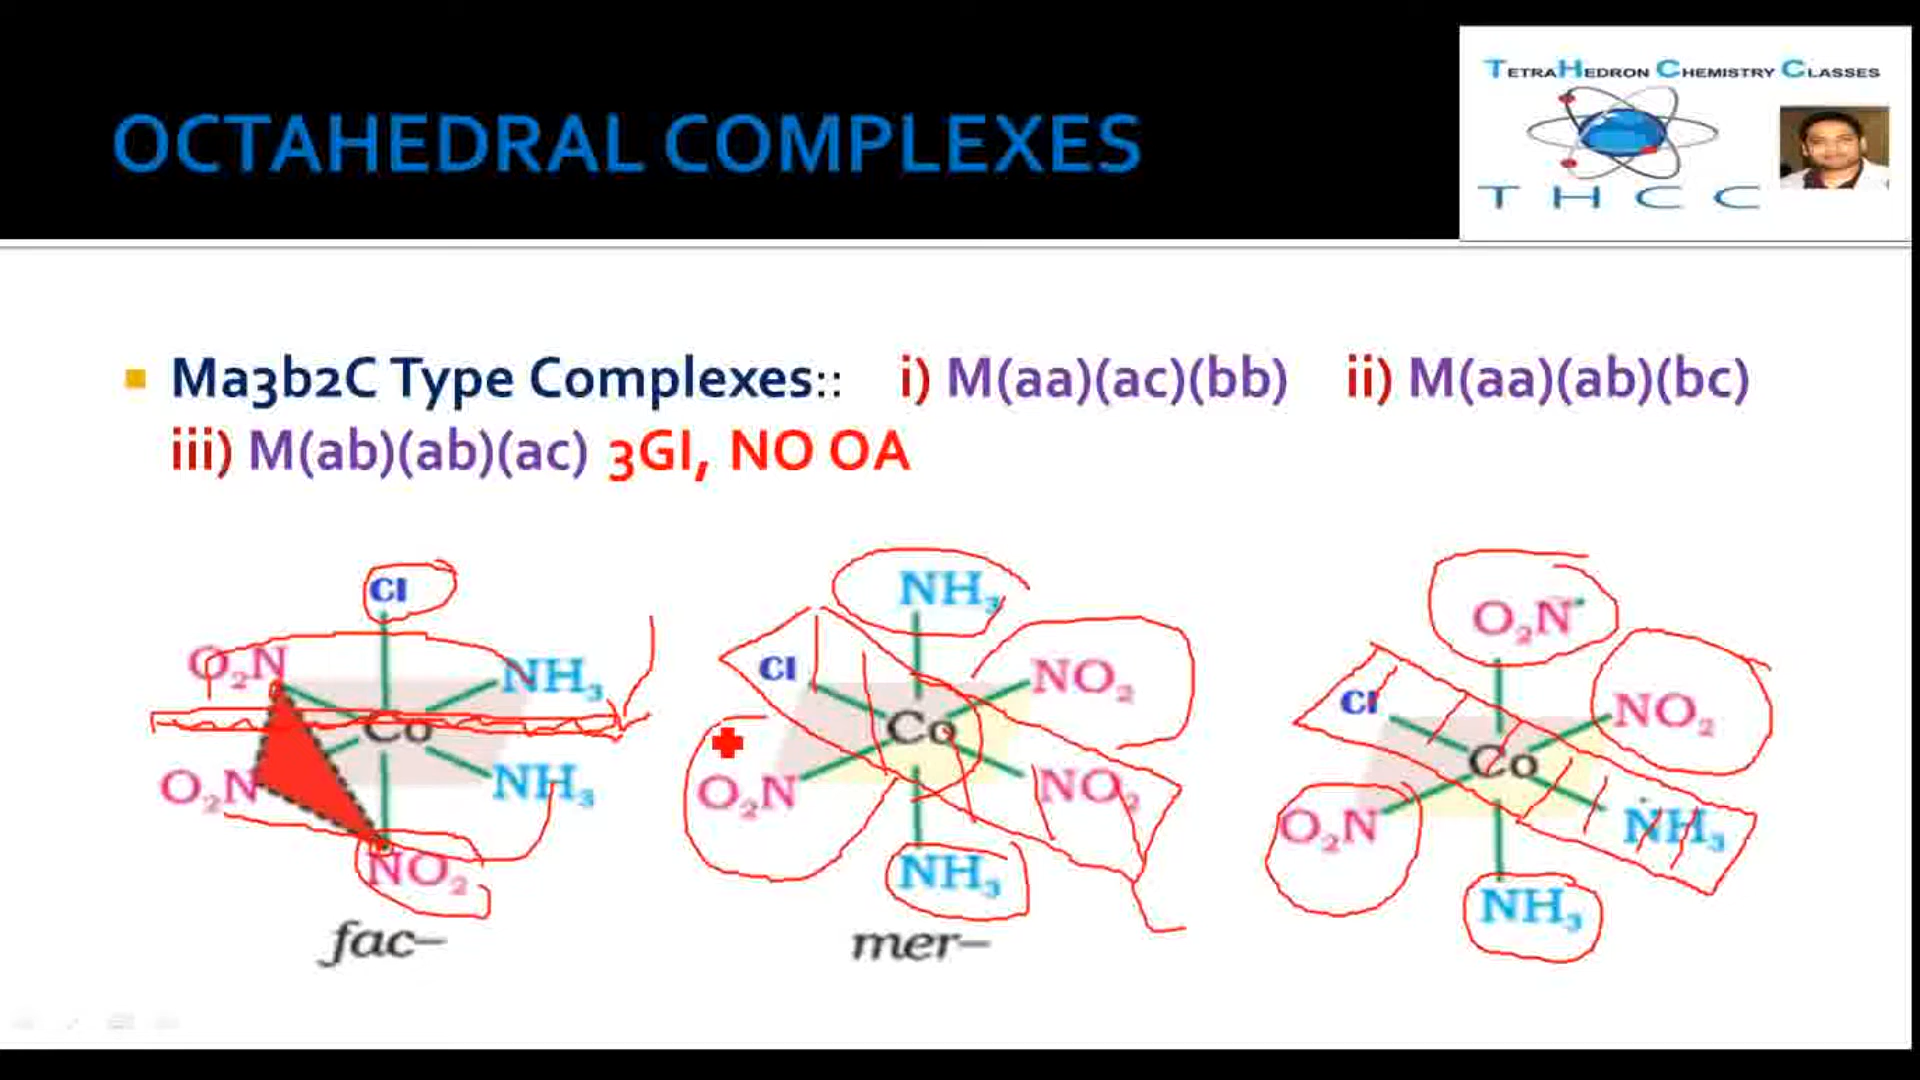 TETRAHEDRON CHEMISTRY CLASSES
T H C C
OCTAHEDRAL COMPLEXES
Ma3b2C Type Complexes:: i) M(aa)(ac)(bb) ii) M(aa)(ab)(bc)
iii) M(ab)(ab)(ac) 3GI, NO OA
Cl
O₂N
NH₃
Co
O₂N
NH₃
NO₂
fac–
NH₃
Cl
NO₂
Co
O₂N
NO₂
NH₃
mer–
O₂N
Cl
NO₂
Co
O₂N
NH₃
NH₃